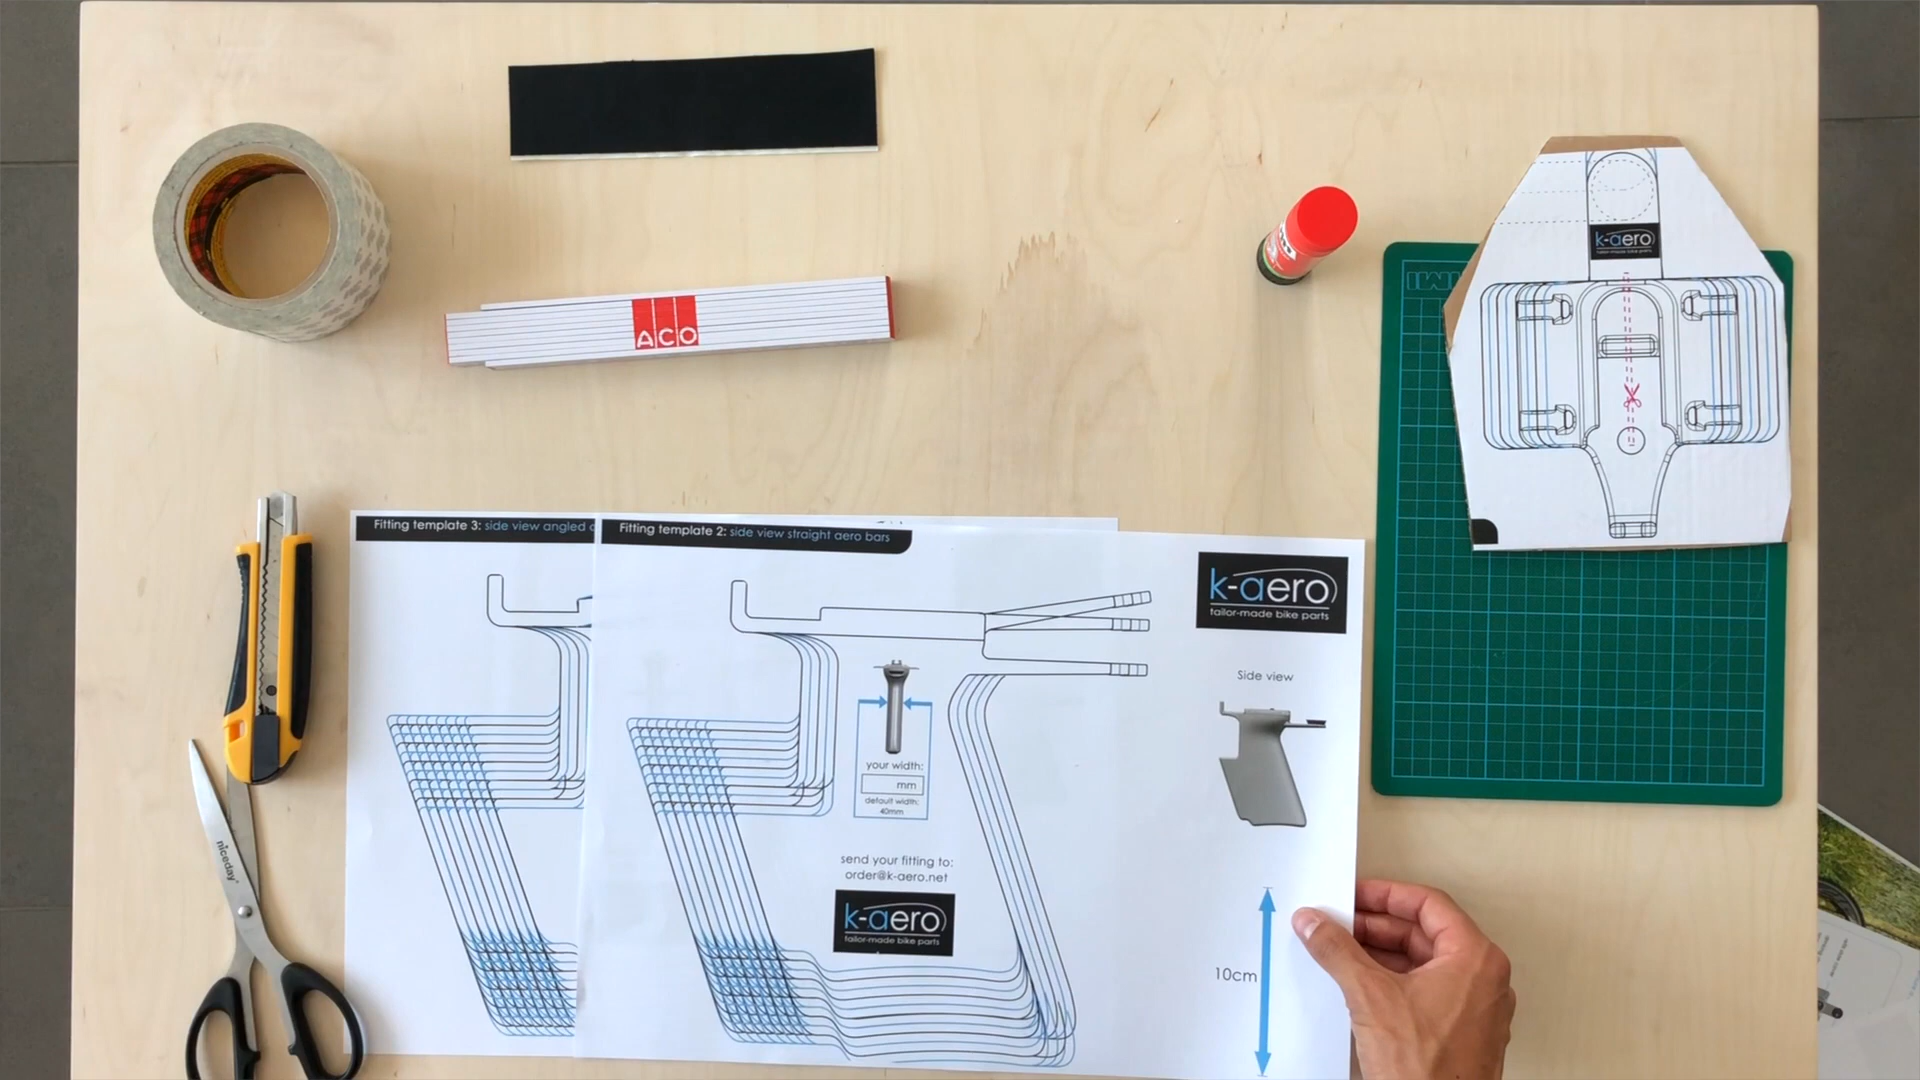 ACO
k-aero
tailor-made bike parts
Fitting template 3: side view angled
Fitting template 2: side view straight aero bars
k-aero
tailor-made bike parts
Side view
your width:
mm
default width:
40mm
send your fitting to:
order@k-aero.net
k-aero
tailor-made bike parts
10cm
niceday